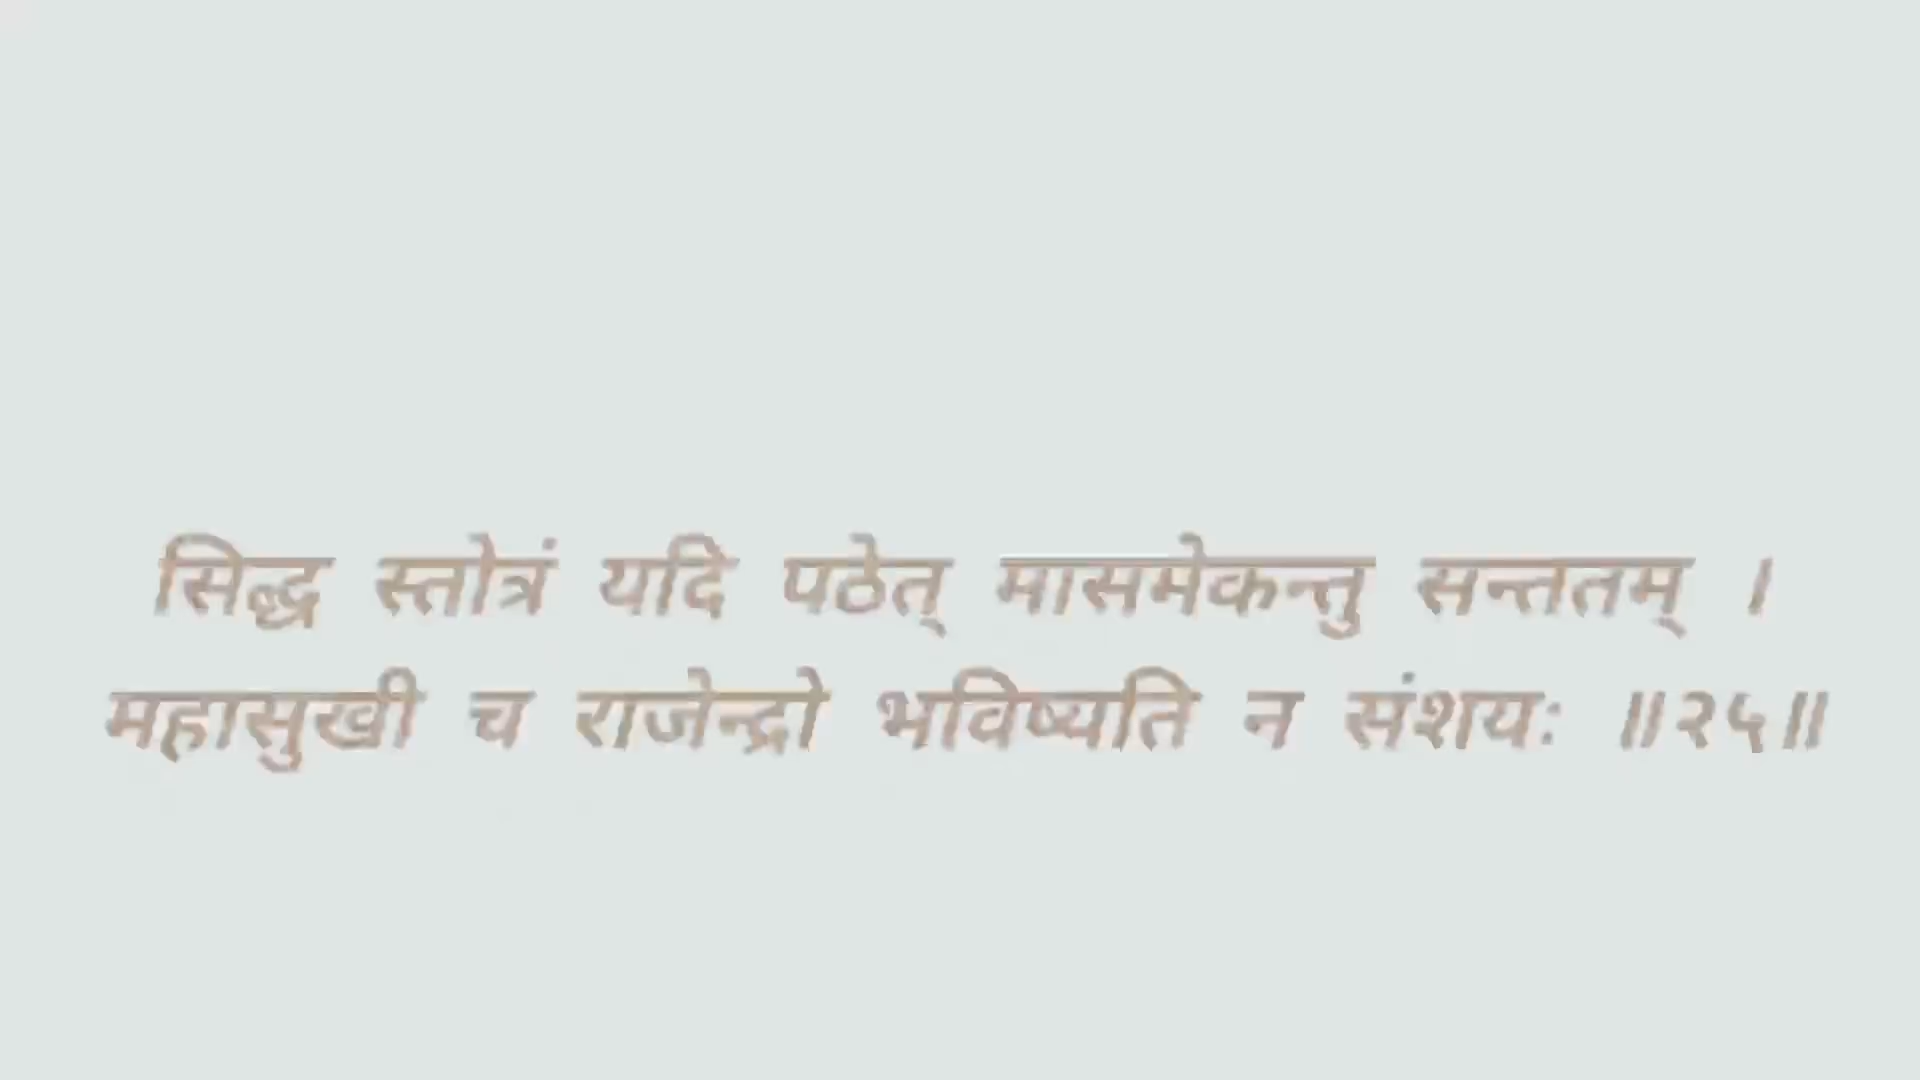 सिद्ध स्तोत्रं यदि पठेत् मासमेकन्तु सन्ततम् ।
महासुखी च राजेन्द्रो भविष्यति न संशयः ॥२५॥